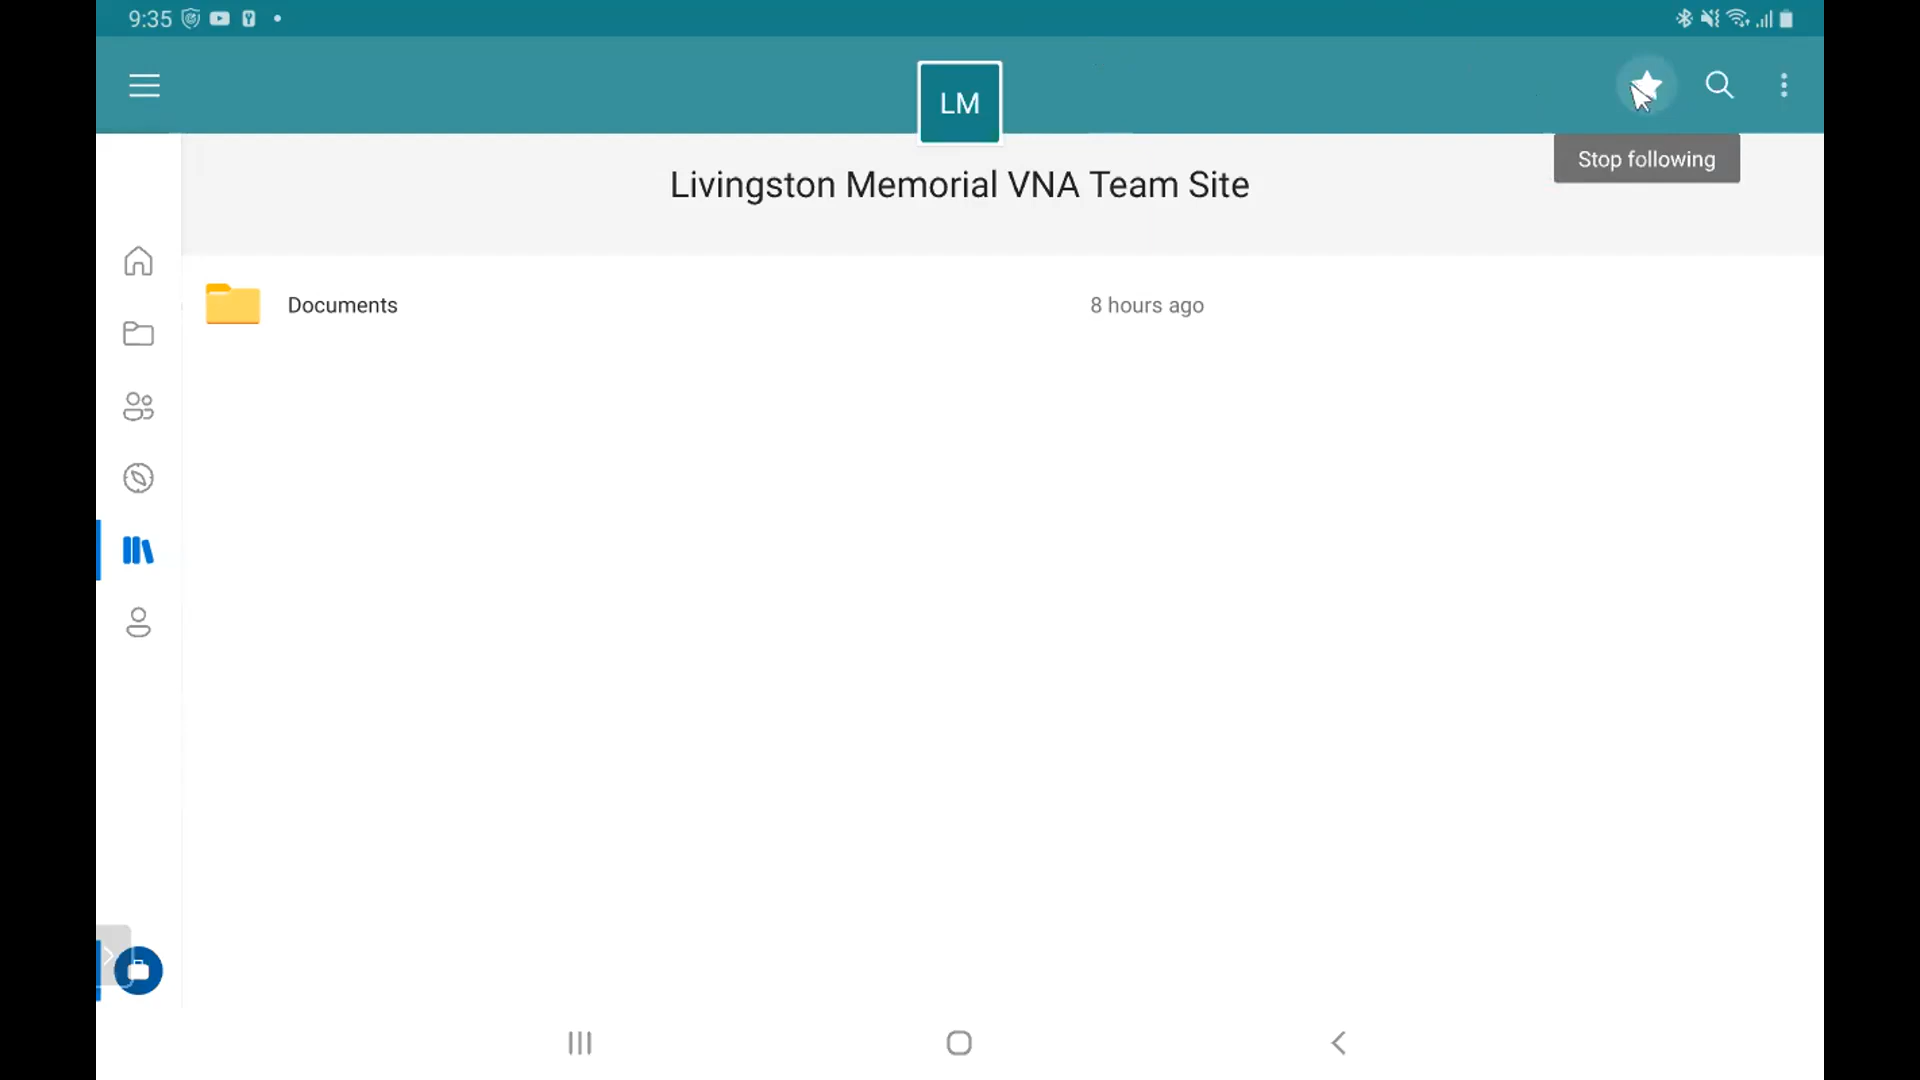 9:35
LM
Stop following
Livingston Memorial VNA Team Site
Documents
8 hours ago